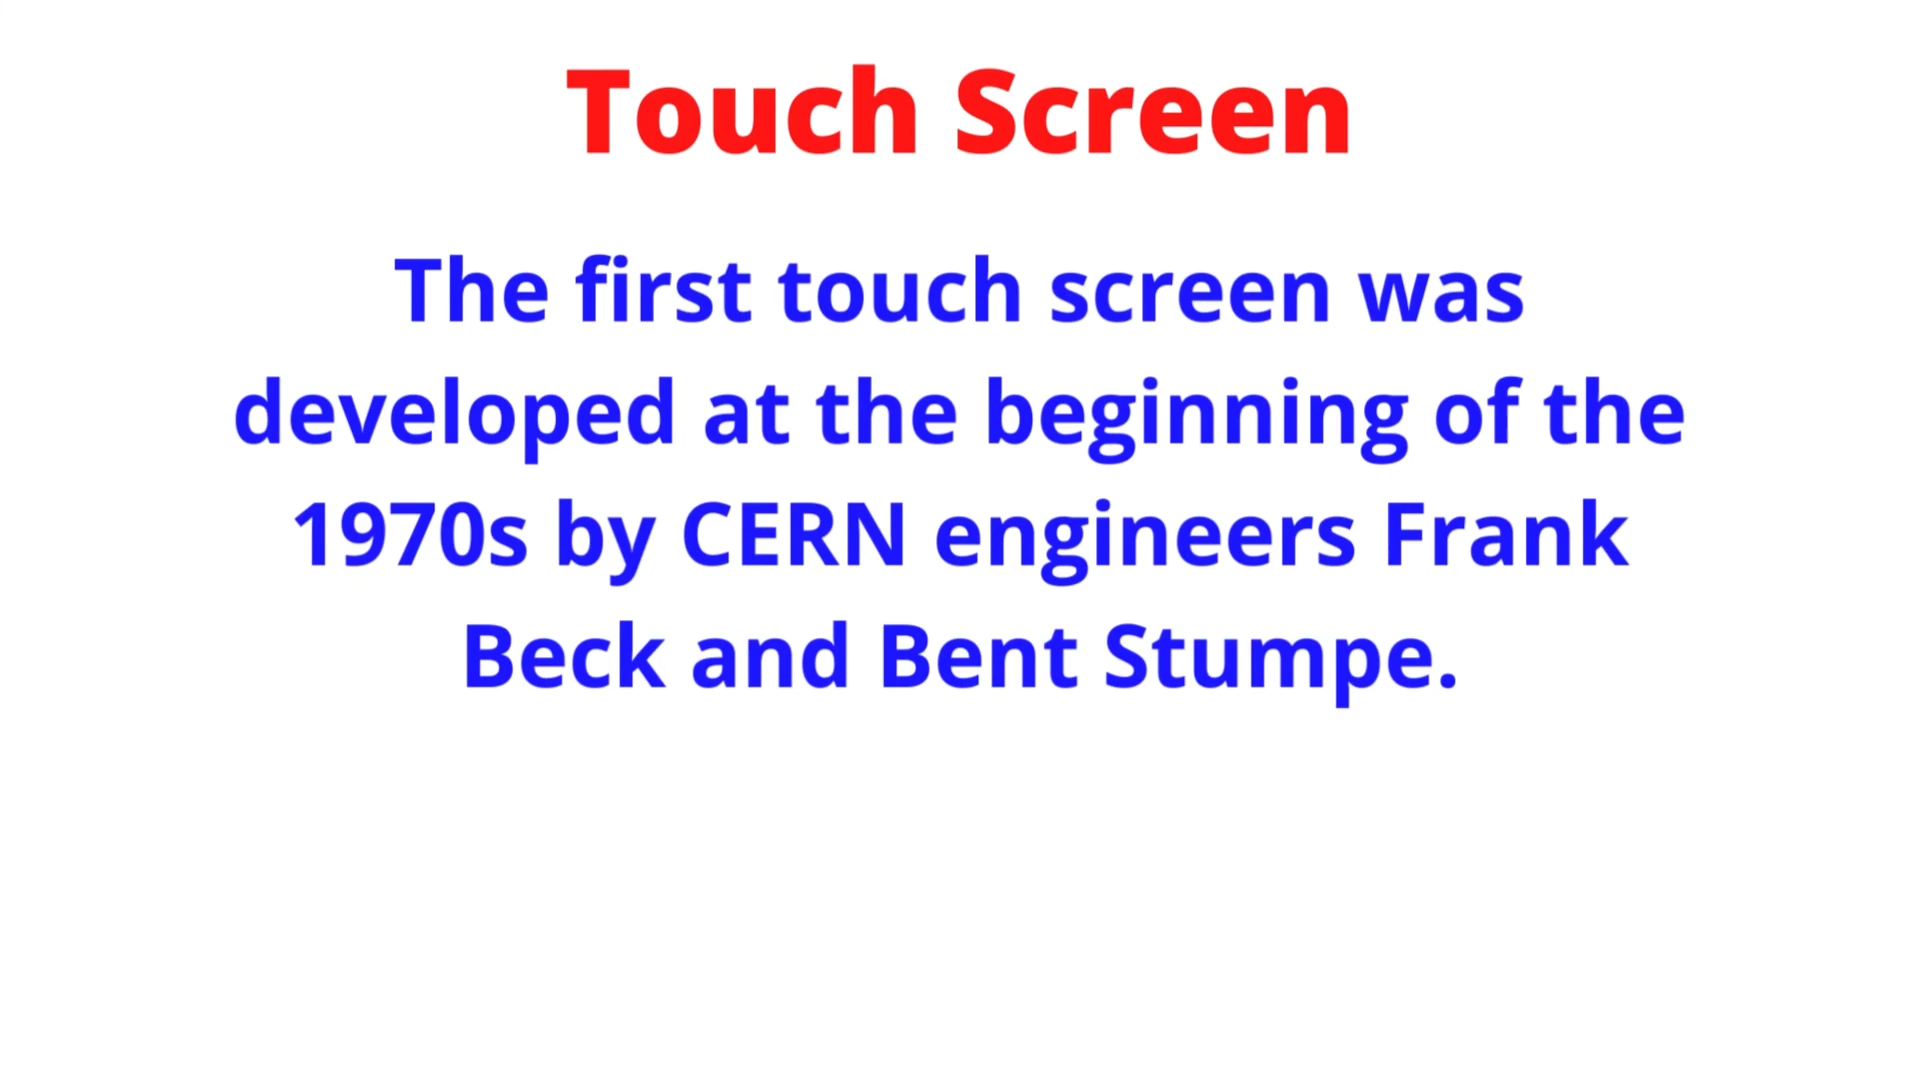 Touch Screen
The first touch screen was
developed at the beginning of the
1970s by CERN engineers Frank
Beck and Bent Stumpe.